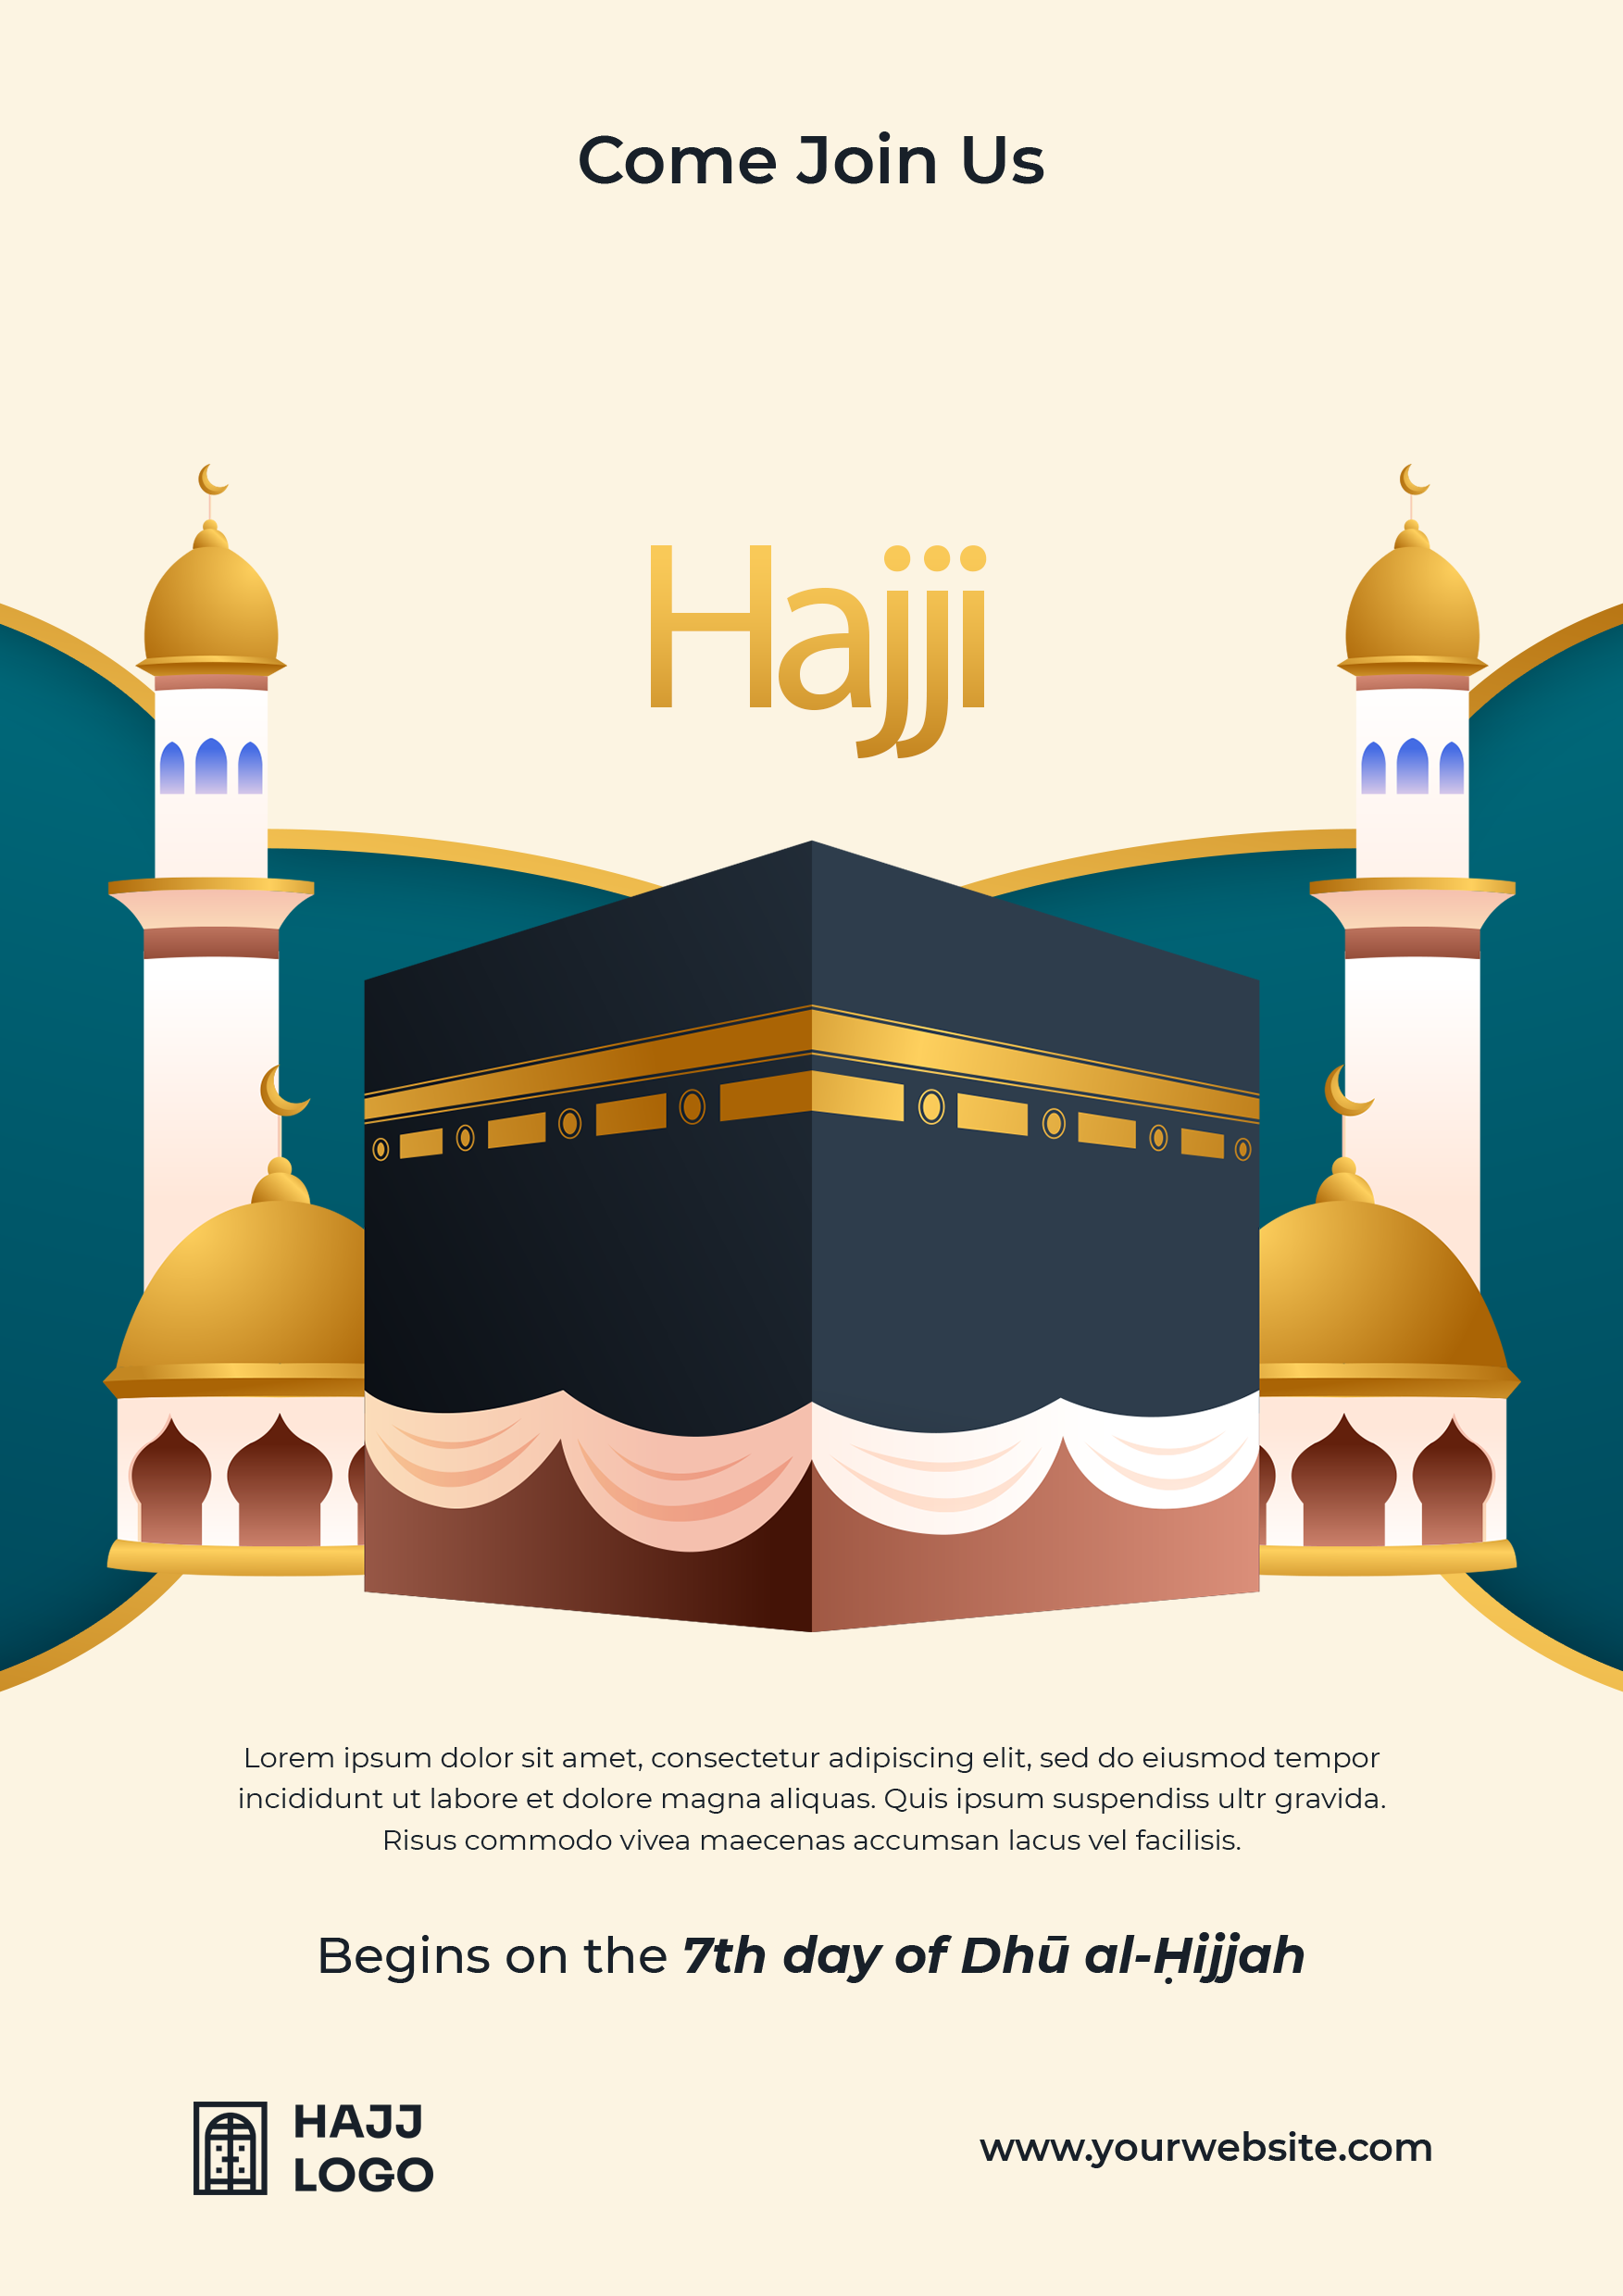 Come Join Us
Hajji
Lorem ipsum dolor sit amet, consectetur adipiscing elit, sed do eiusmod tempor
incididunt ut labore et dolore magna aliquas. Quis ipsum suspendiss ultr gravida.
Risus commodo vivea maecenas accumsan lacus vel facilisis.
Begins on the 7th day of Dhū al-Ḥijjah
HAJJ
LOGO
www.yourwebsite.com